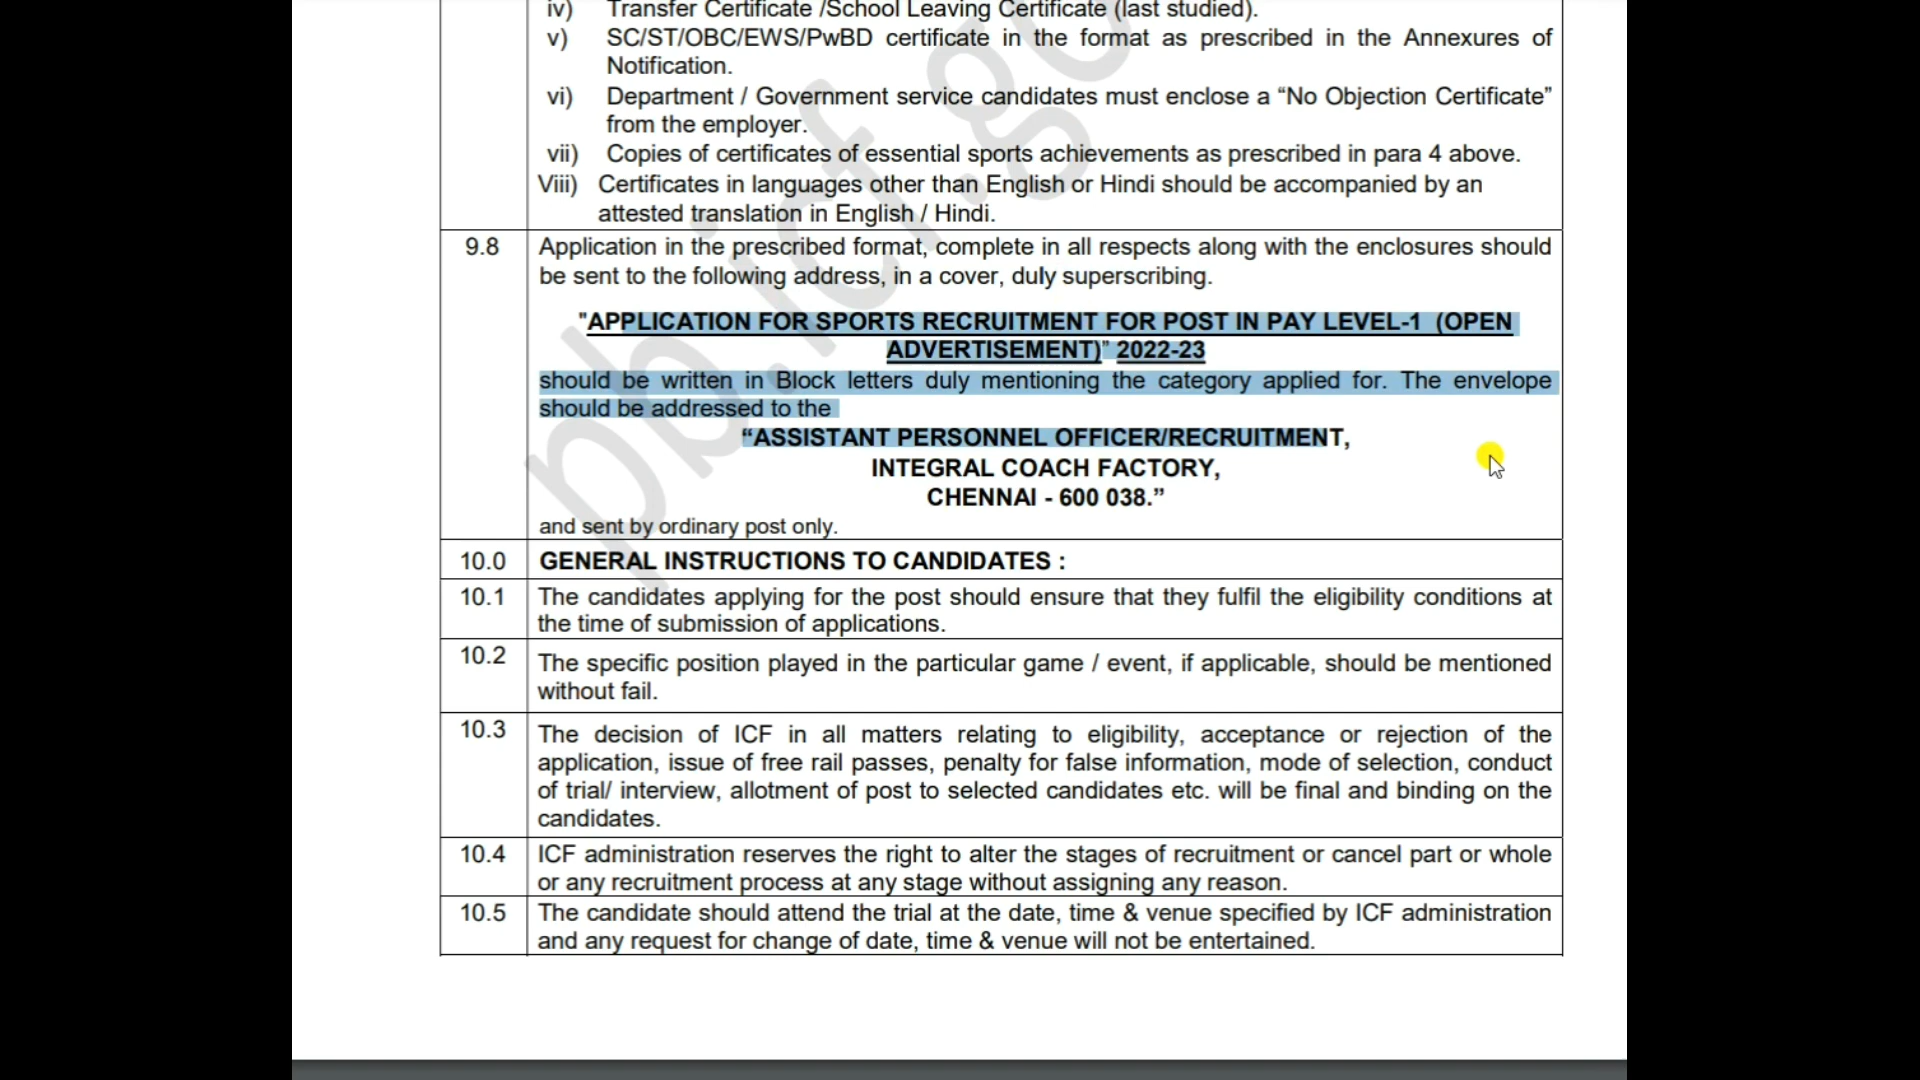 iv) Transfer Certificate /School Leaving Certificate (last studied).
v) SC/ST/OBC/EWS/PwBD certificate in the format as prescribed in the Annexures of
Notification.
vi) Department / Government service candidates must enclose a “No Objection Certificate”
from the employer.
vii) Copies of certificates of essential sports achievements as prescribed in para 4 above.
Viii) Certificates in languages other than English or Hindi should be accompanied by an
attested translation in English / Hindi.
9.8 Application in the prescribed format, complete in all respects along with the enclosures should
be sent to the following address, in a cover, duly superscribing.
"APPLICATION FOR SPORTS RECRUITMENT FOR POST IN PAY LEVEL-1 (OPEN
ADVERTISEMENT)” 2022-23
should be written in Block letters duly mentioning the category applied for. The envelope
should be addressed to the
“ASSISTANT PERSONNEL OFFICER/RECRUITMENT,
INTEGRAL COACH FACTORY,
CHENNAI - 600 038.”
and sent by ordinary post only.
10.0 GENERAL INSTRUCTIONS TO CANDIDATES :
10.1 The candidates applying for the post should ensure that they fulfil the eligibility conditions at
the time of submission of applications.
10.2 The specific position played in the particular game / event, if applicable, should be mentioned
without fail.
10.3 The decision of ICF in all matters relating to eligibility, acceptance or rejection of the
application, issue of free rail passes, penalty for false information, mode of selection, conduct
of trial/ interview, allotment of post to selected candidates etc. will be final and binding on the
candidates.
10.4 ICF administration reserves the right to alter the stages of recruitment or cancel part or whole
or any recruitment process at any stage without assigning any reason.
10.5 The candidate should attend the trial at the date, time & venue specified by ICF administration
and any request for change of date, time & venue will not be entertained.
pb.icf.go